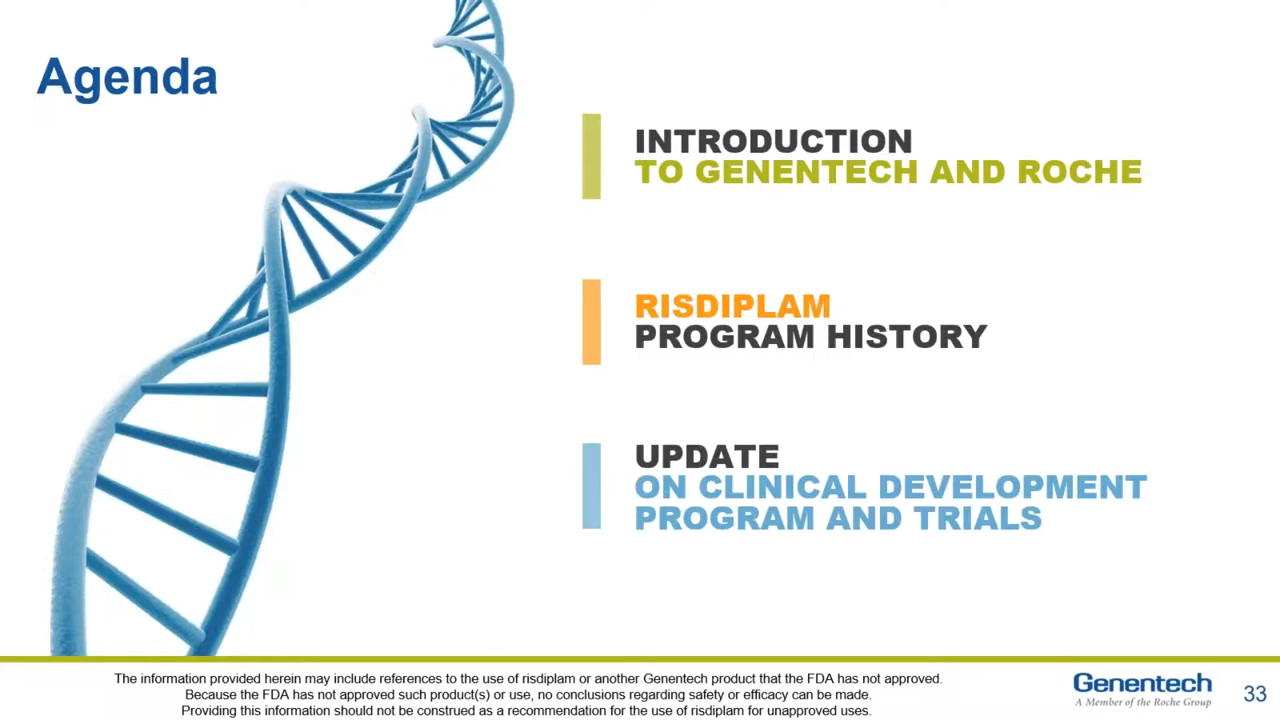 Agenda
INTRODUCTION
TO GENENTECH AND ROCHE
RISDIPLAM
PROGRAM HISTORY
UPDATE
ON CLINICAL DEVELOPMENT
PROGRAM AND TRIALS
The information provided herein may include references to the use of risdiplam or another Genentech product that the FDA has not approved.
Because the FDA has not approved such product(s) or use, no conclusions regarding safety or efficacy can be made.
Providing this information should not be construed as a recommendation for the use of risdiplam for unapproved uses.
Genentech
A Member of the Roche Group
33